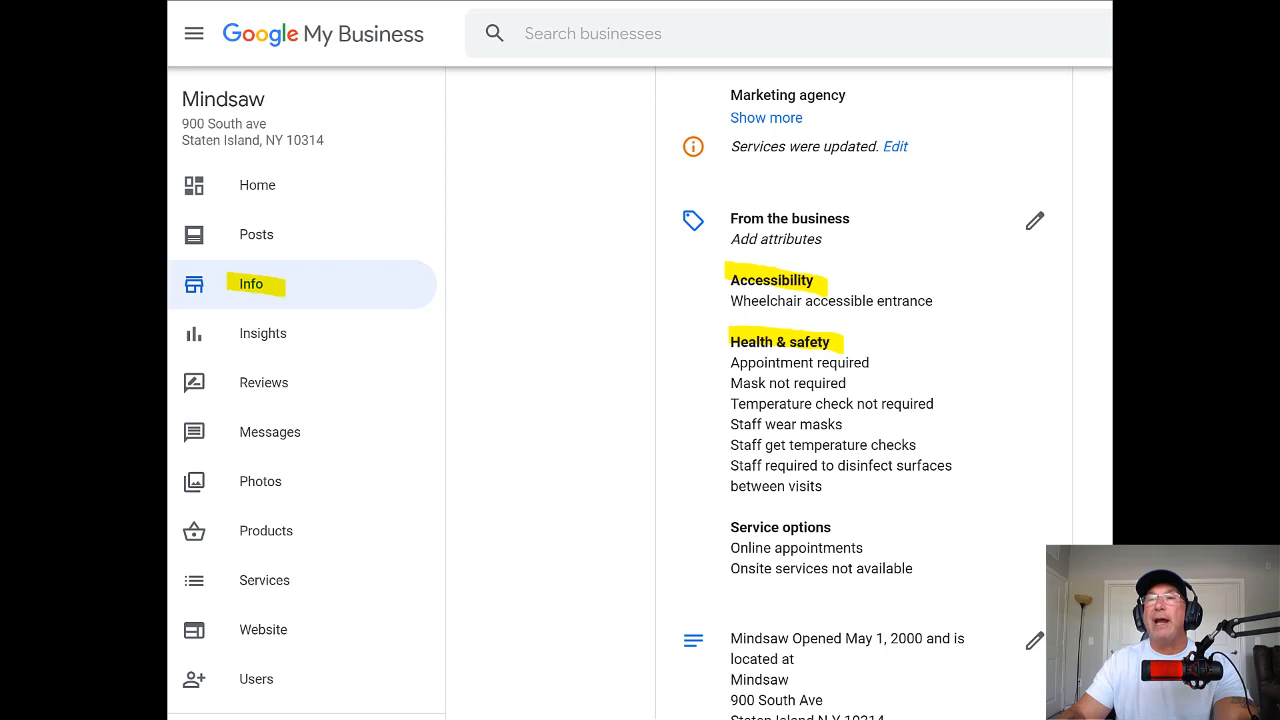 Google My Business
Search businesses
Mindsaw
900 South ave
Staten Island, NY 10314
Home
Posts
Info
Insights
Reviews
Messages
Photos
Products
Services
Website
Users
Marketing agency
Show more
Services were updated. Edit
From the business
Add attributes
Accessibility
Wheelchair accessible entrance
Health & safety
Appointment required
Mask not required
Temperature check not required
Staff wear masks
Staff get temperature checks
Staff required to disinfect surfaces
between visits
Service options
Online appointments
Onsite services not available
Mindsaw Opened May 1, 2000 and is
located at
Mindsaw
900 South Ave
Staten Island N.Y 10314